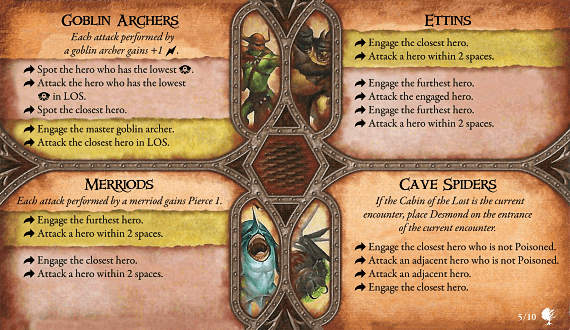 Goblin Archers
Each attack performed by
a goblin archer gains +1 .
Spot the hero who has the lowest .
Attack the hero who has the lowest
in LOS.
Spot the closest hero.
Engage the master goblin archer.
Attack the closest hero in LOS.
Ettins
Engage the closest hero.
Attack a hero within 2 spaces.
Engage the furthest hero.
Attack the engaged hero.
Engage the furthest hero.
Attack a hero within 2 spaces.
Merriods
Each attack performed by a merriod gains Pierce 1.
Engage the furthest hero.
Attack a hero within 2 spaces.
Engage the closest hero.
Attack a hero within 2 spaces.
Cave Spiders
If the Cabin of the Lost is the current
encounter, place Desmond on the entrance
of the current encounter.
Engage the closest hero who is not Poisoned.
Attack an adjacent hero who is not Poisoned.
Attack an adjacent hero.
Engage the closest hero.
5/10